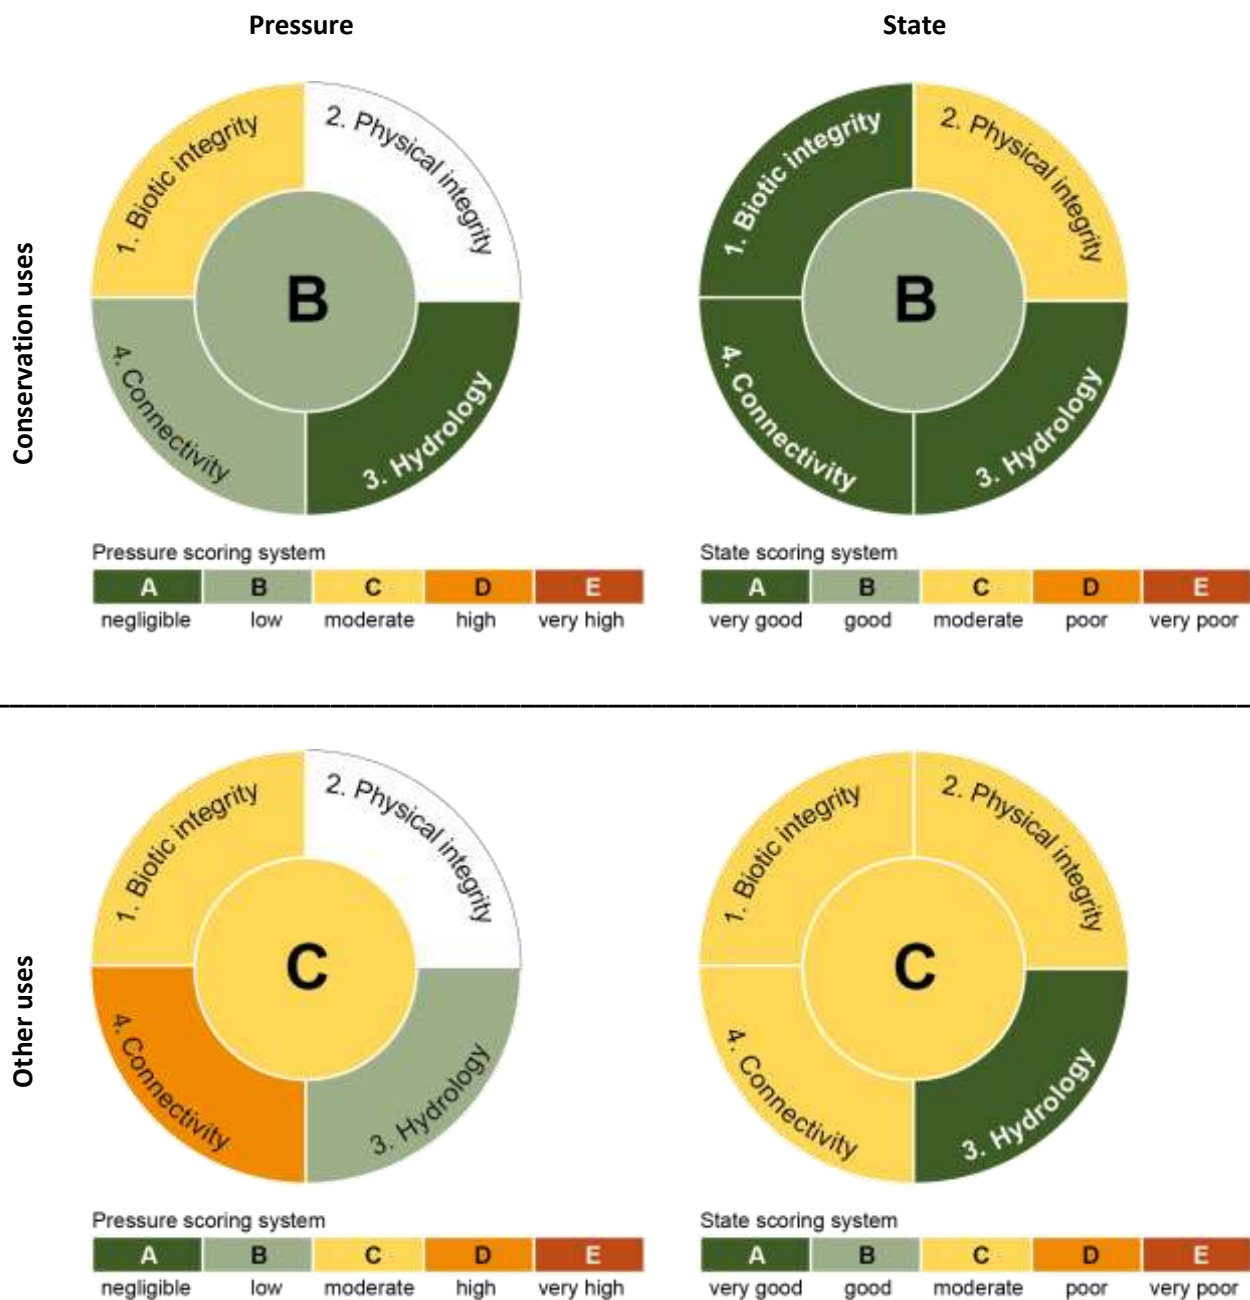 Pressure
State
Conservation uses
1. Biotic integrity
2. Physical integrity
3. Hydrology
4. Connectivity
B
1. Biotic integrity
2. Physical integrity
3. Hydrology
4. Connectivity
B
Pressure scoring system
A B C D E
negligible low moderate high very high
State scoring system
A B C D E
very good good moderate poor very poor
Other uses
1. Biotic integrity
2. Physical integrity
3. Hydrology
4. Connectivity
C
1. Biotic integrity
2. Physical integrity
3. Hydrology
4. Connectivity
C
Pressure scoring system
A B C D E
negligible low moderate high very high
State scoring system
A B C D E
very good good moderate poor very poor